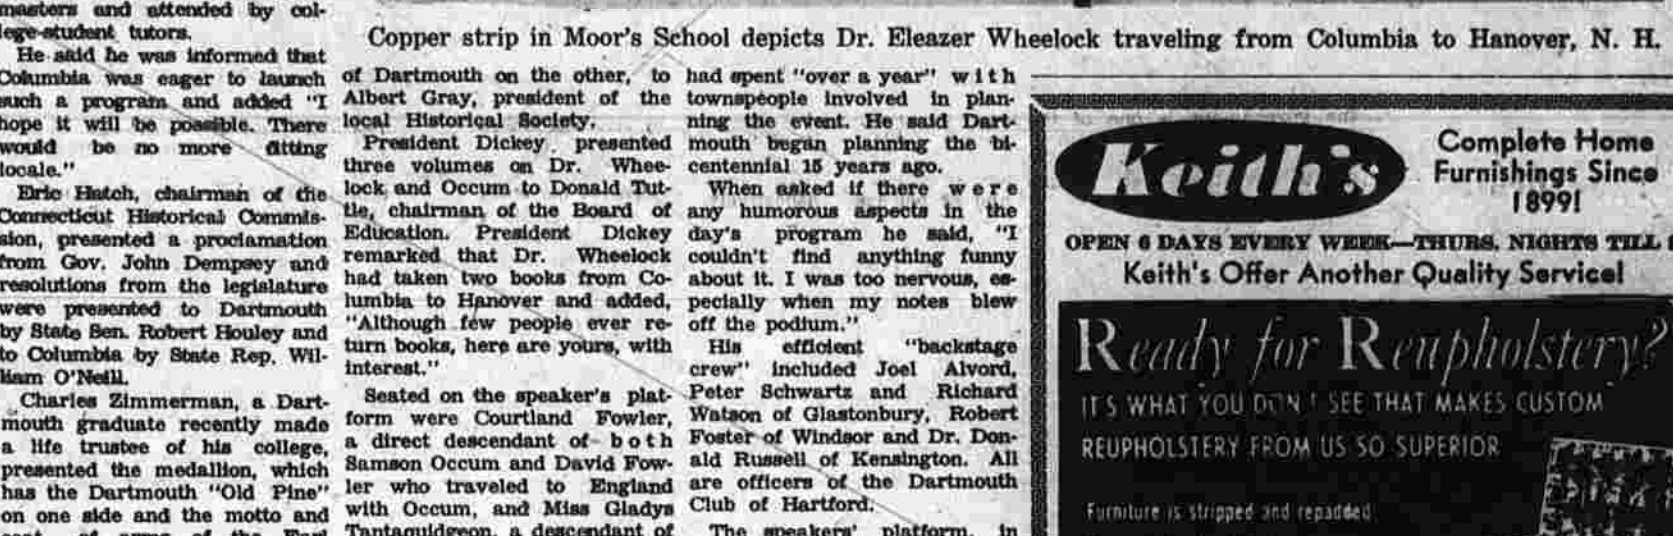 masters and attended by col-
lege-student tutors.
He said he was informed that
Columbia was eager to launch
such a program and added "I
hope it will be possible. There
would be no more fitting
locale."
Eric Hatch, chairman of the
Connecticut Historical Commis-
sion, presented a proclamation
from Gov. John Dempsey and
resolutions from the legislature
were presented to Dartmouth
by State Sen. Robert Houley and
to Columbia by State Rep. Wil-
liam O'Neill.
Charles Zimmerman, a Dart-
mouth graduate recently made
a life trustee of his college,
presented the medallion, which
has the Dartmouth "Old Pine"
on one side and the motto and
Copper strip in Moor's School depicts Dr. Eleazer Wheelock traveling from Columbia to Hanover, N. H.
of Dartmouth on the other, to
Albert Gray, president of the
local Historical Society.
President Dickey presented
three volumes on Dr. Whee-
lock and Occum to Donald Tut-
tle, chairman of the Board of
Education. President Dickey
remarked that Dr. Wheelock
had taken two books from Co-
lumbia to Hanover and added,
"Although few people ever re-
turn books, here are yours, with
interest."
Seated on the speaker's plat-
form were Courtland Fowler,
a direct descendant of both
Samson Occum and David Fow-
ler who traveled to England
with Occum, and Miss Gladys
Tantaquidgeon, a descendant of
had spent "over a year" with
townspeople involved in plan-
ning the event. He said Dart-
mouth began planning the bi-
centennial 15 years ago.
When asked if there were
any humorous aspects in the
day's program he said, "I
couldn't find anything funny
about it. I was too nervous, es-
pecially when my notes blew
off the podium."
His efficient "backstage
crew" included Joel Alvord,
Peter Schwartz and Richard
Watson of Glastonbury, Robert
Foster of Windsor and Dr. Don-
ald Russell of Kensington. All
are officers of the Dartmouth
Club of Hartford.
The speakers' platform, in
Keith's
Complete Home
Furnishings Since
1899!
OPEN 6 DAYS EVERY WEEK—THURS. NIGHTS TILL
Keith's Offer Another Quality Service!
Ready for Reupholstery?
IT'S WHAT YOU DON'T SEE THAT MAKES CUSTOM
REUPHOLSTERY FROM US SO SUPERIOR
Furniture is stripped and repadded